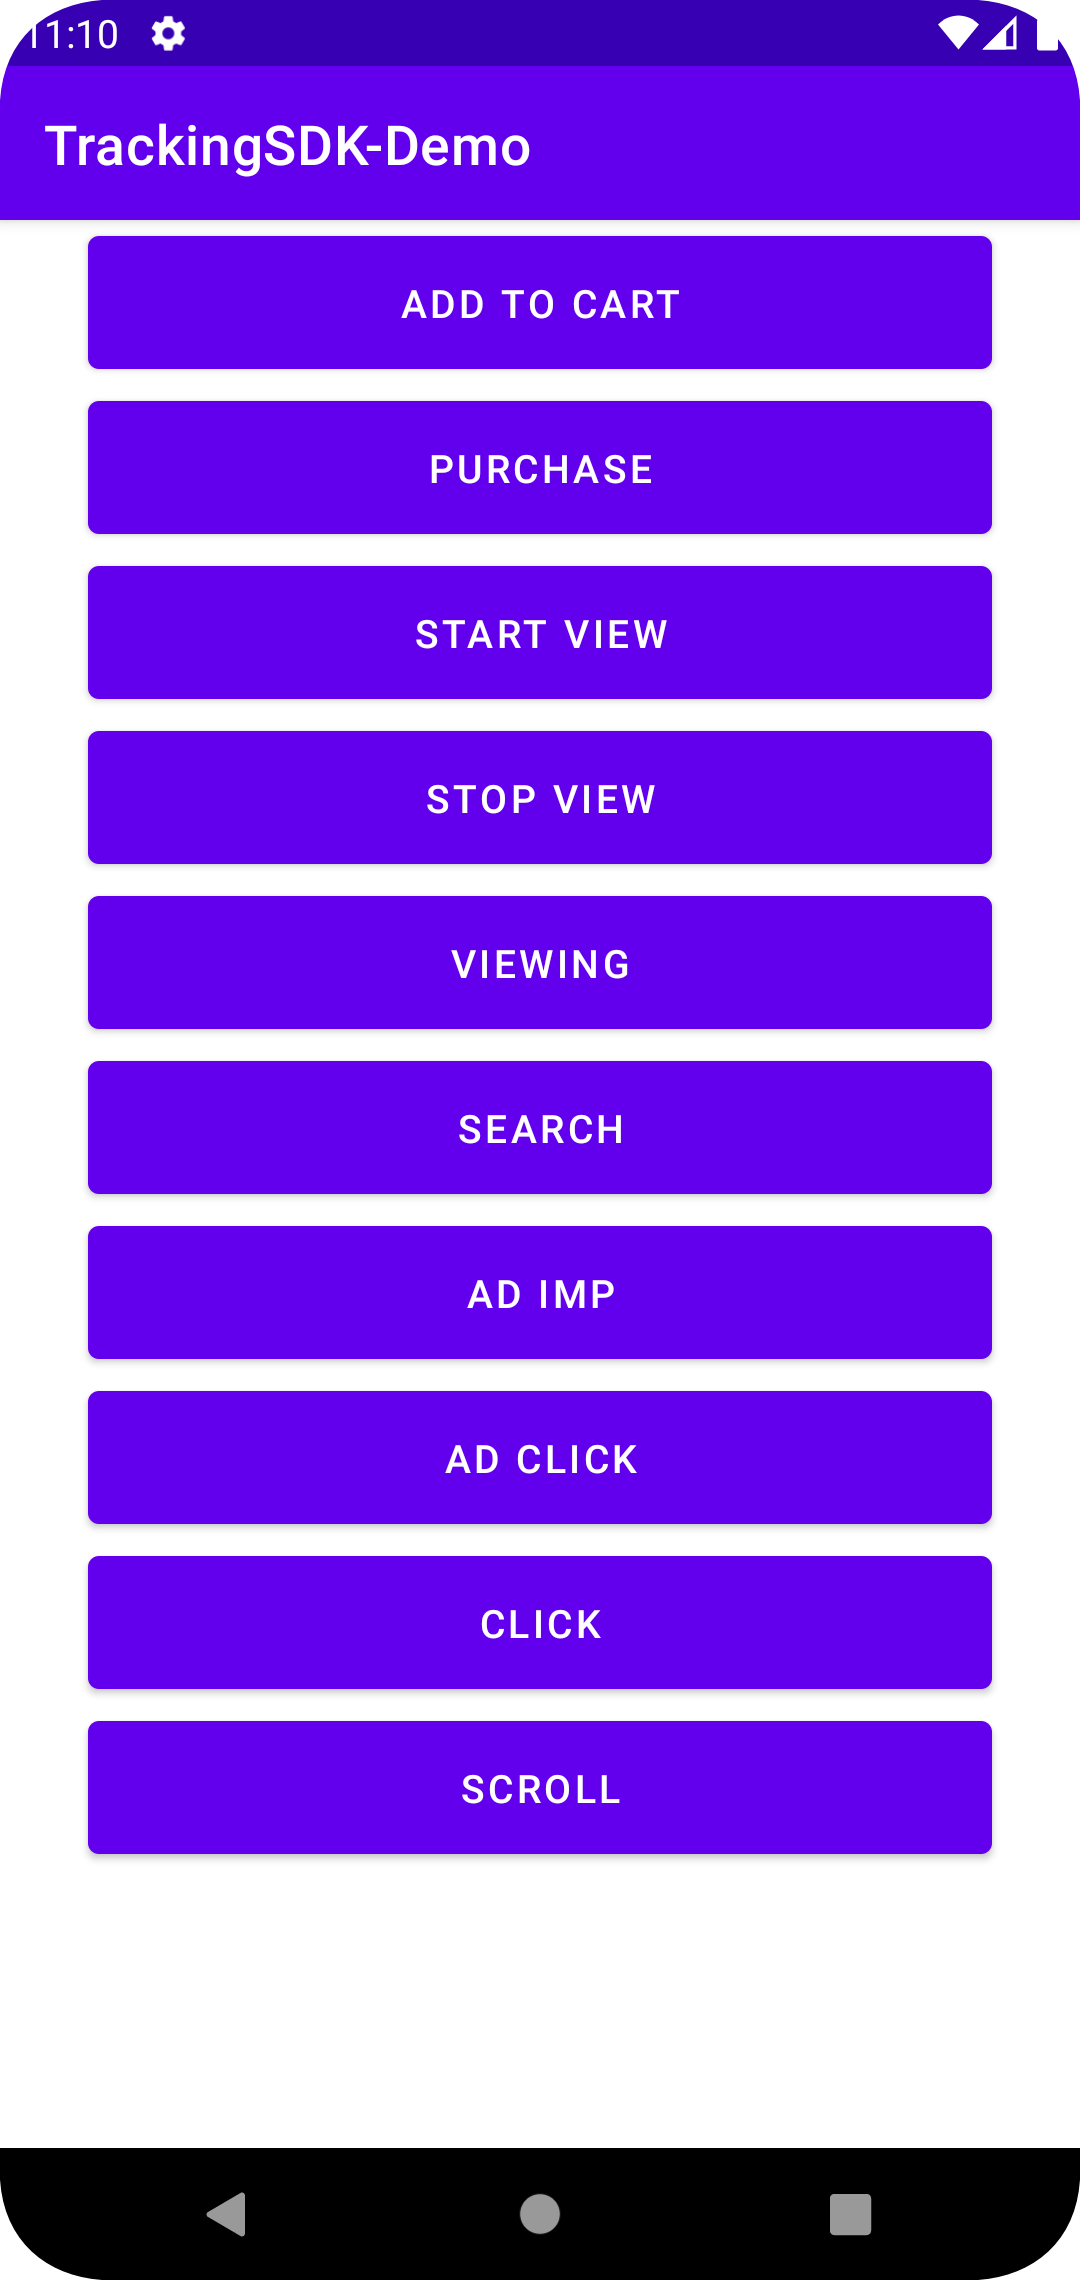 11:10
TrackingSDK-Demo
ADD TO CART
PURCHASE
START VIEW
STOP VIEW
VIEWING
SEARCH
AD IMP
AD CLICK
CLICK
SCROLL